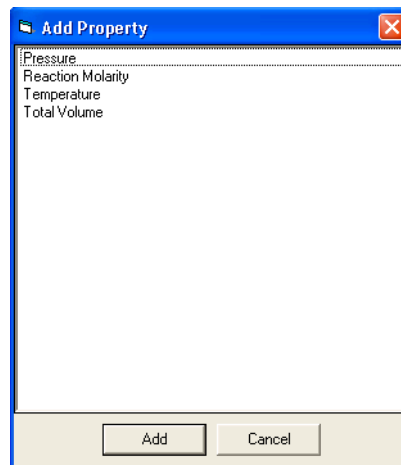 Add Property
Pressure
Reaction Molarity
Temperature
Total Volume
Add Cancel